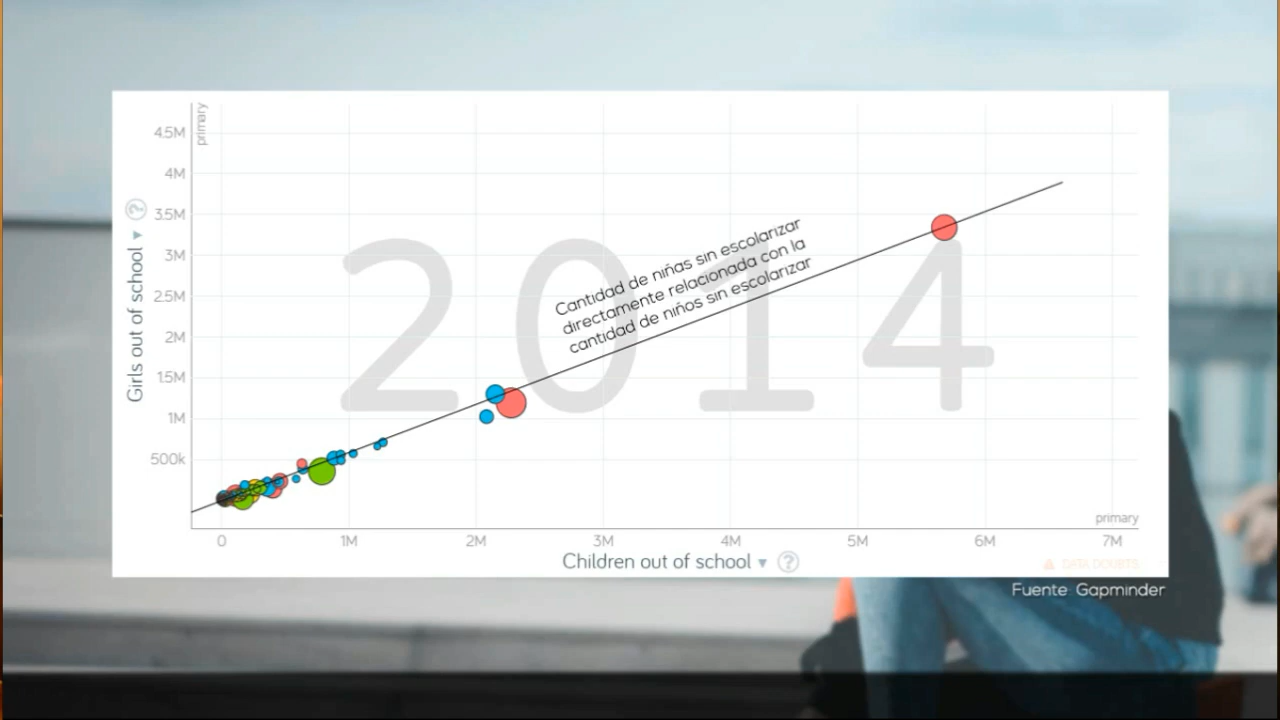 primary
4.5M
4M
3.5M
3M
2.5M
2M
1.5M
1M
500k
Girls out of school ▼ ?
2014
Cantidad de niñas sin escolarizar
directamente relacionada con la
cantidad de niños sin escolarizar
primary
0 1M 2M 3M 4M 5M 6M 7M
Children out of school ▼ ?
DATA DOUBTS
Fuente Gapminder